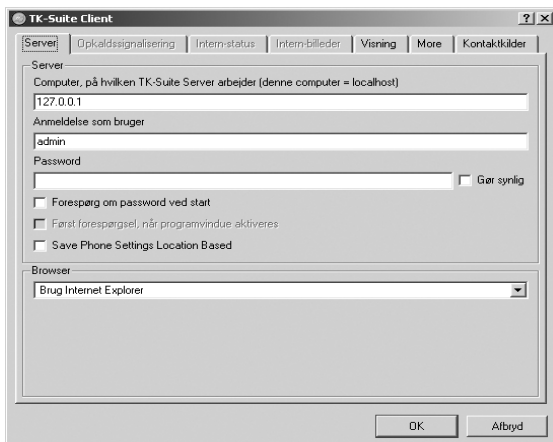 TK-Suite Client
Server Opkaldssignalisering Intern-status Intern-billeder Visning More Kontaktkilder
Server
Computer, på hvilken TK-Suite Server arbejder (denne computer = localhost)
127.0.0.1
Anmeldelse som bruger
admin
Password
Gør synlig
Forespørg om password ved start
Først forespørgsel, når programvindue aktiveres
Save Phone Settings Location Based
Browser
Brug Internet Explorer
OK Afbryd